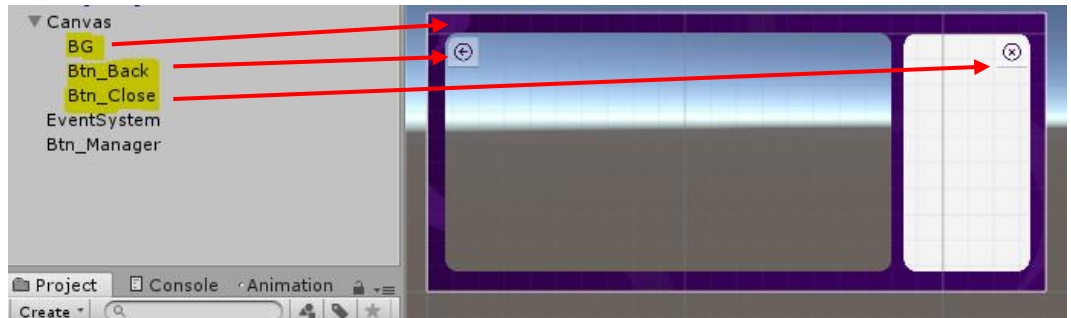 Canvas
BG
Btn_Back
Btn_Close
EventSystem
Btn_Manager
Project Console Animation
Create